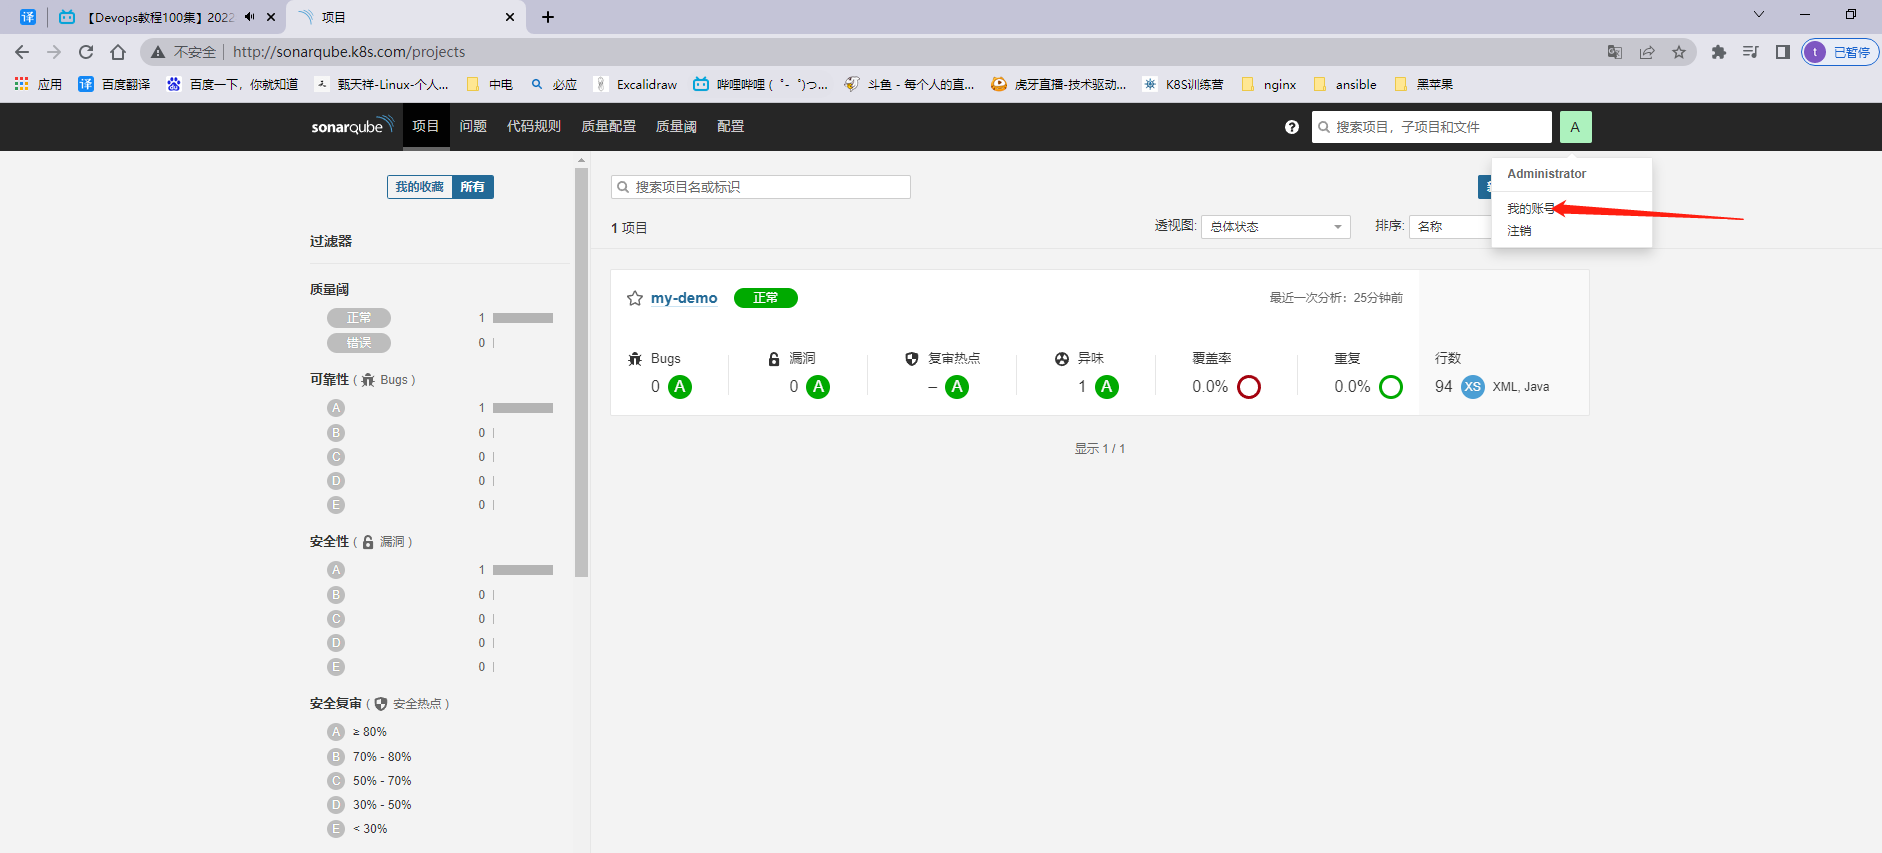 译 【Devops教程100集】2022 项目
不安全 http://sonarqube.k8s.com/projects t 已暂停
应用 译 百度翻译 百度一下，你就知道 甄天祥-Linux-个人... 中电 必应 Excalidraw 哔哩哔哩 ( ゜- ゜)つ... 斗鱼 - 每个人的直... 虎牙直播-技术驱动... K8S训练营 nginx ansible 黑苹果
sonarqube 项目 问题 代码规则 质量配置 质量阈 配置 ? 搜索项目，子项目和文件 A
Administrator
我的账号
注销
我的收藏 所有
搜索项目名或标识
1 项目 透视图: 总体状态 排序: 名称
过滤器
质量阈
正常 1
错误 0
可靠性 ( Bugs )
A 1
B 0
C 0
D 0
E 0
安全性 ( 漏洞 )
A 1
B 0
C 0
D 0
E 0
安全复审 ( 安全热点 )
A ≥ 80%
B 70% - 80%
C 50% - 70%
D 30% - 50%
E < 30%
my-demo 正常 最近一次分析：25分钟前
Bugs 漏洞 复审热点 异味 覆盖率 重复 行数
0 A 0 A – A 1 A 0.0% 0.0% 94 XS XML, Java
显示 1 / 1